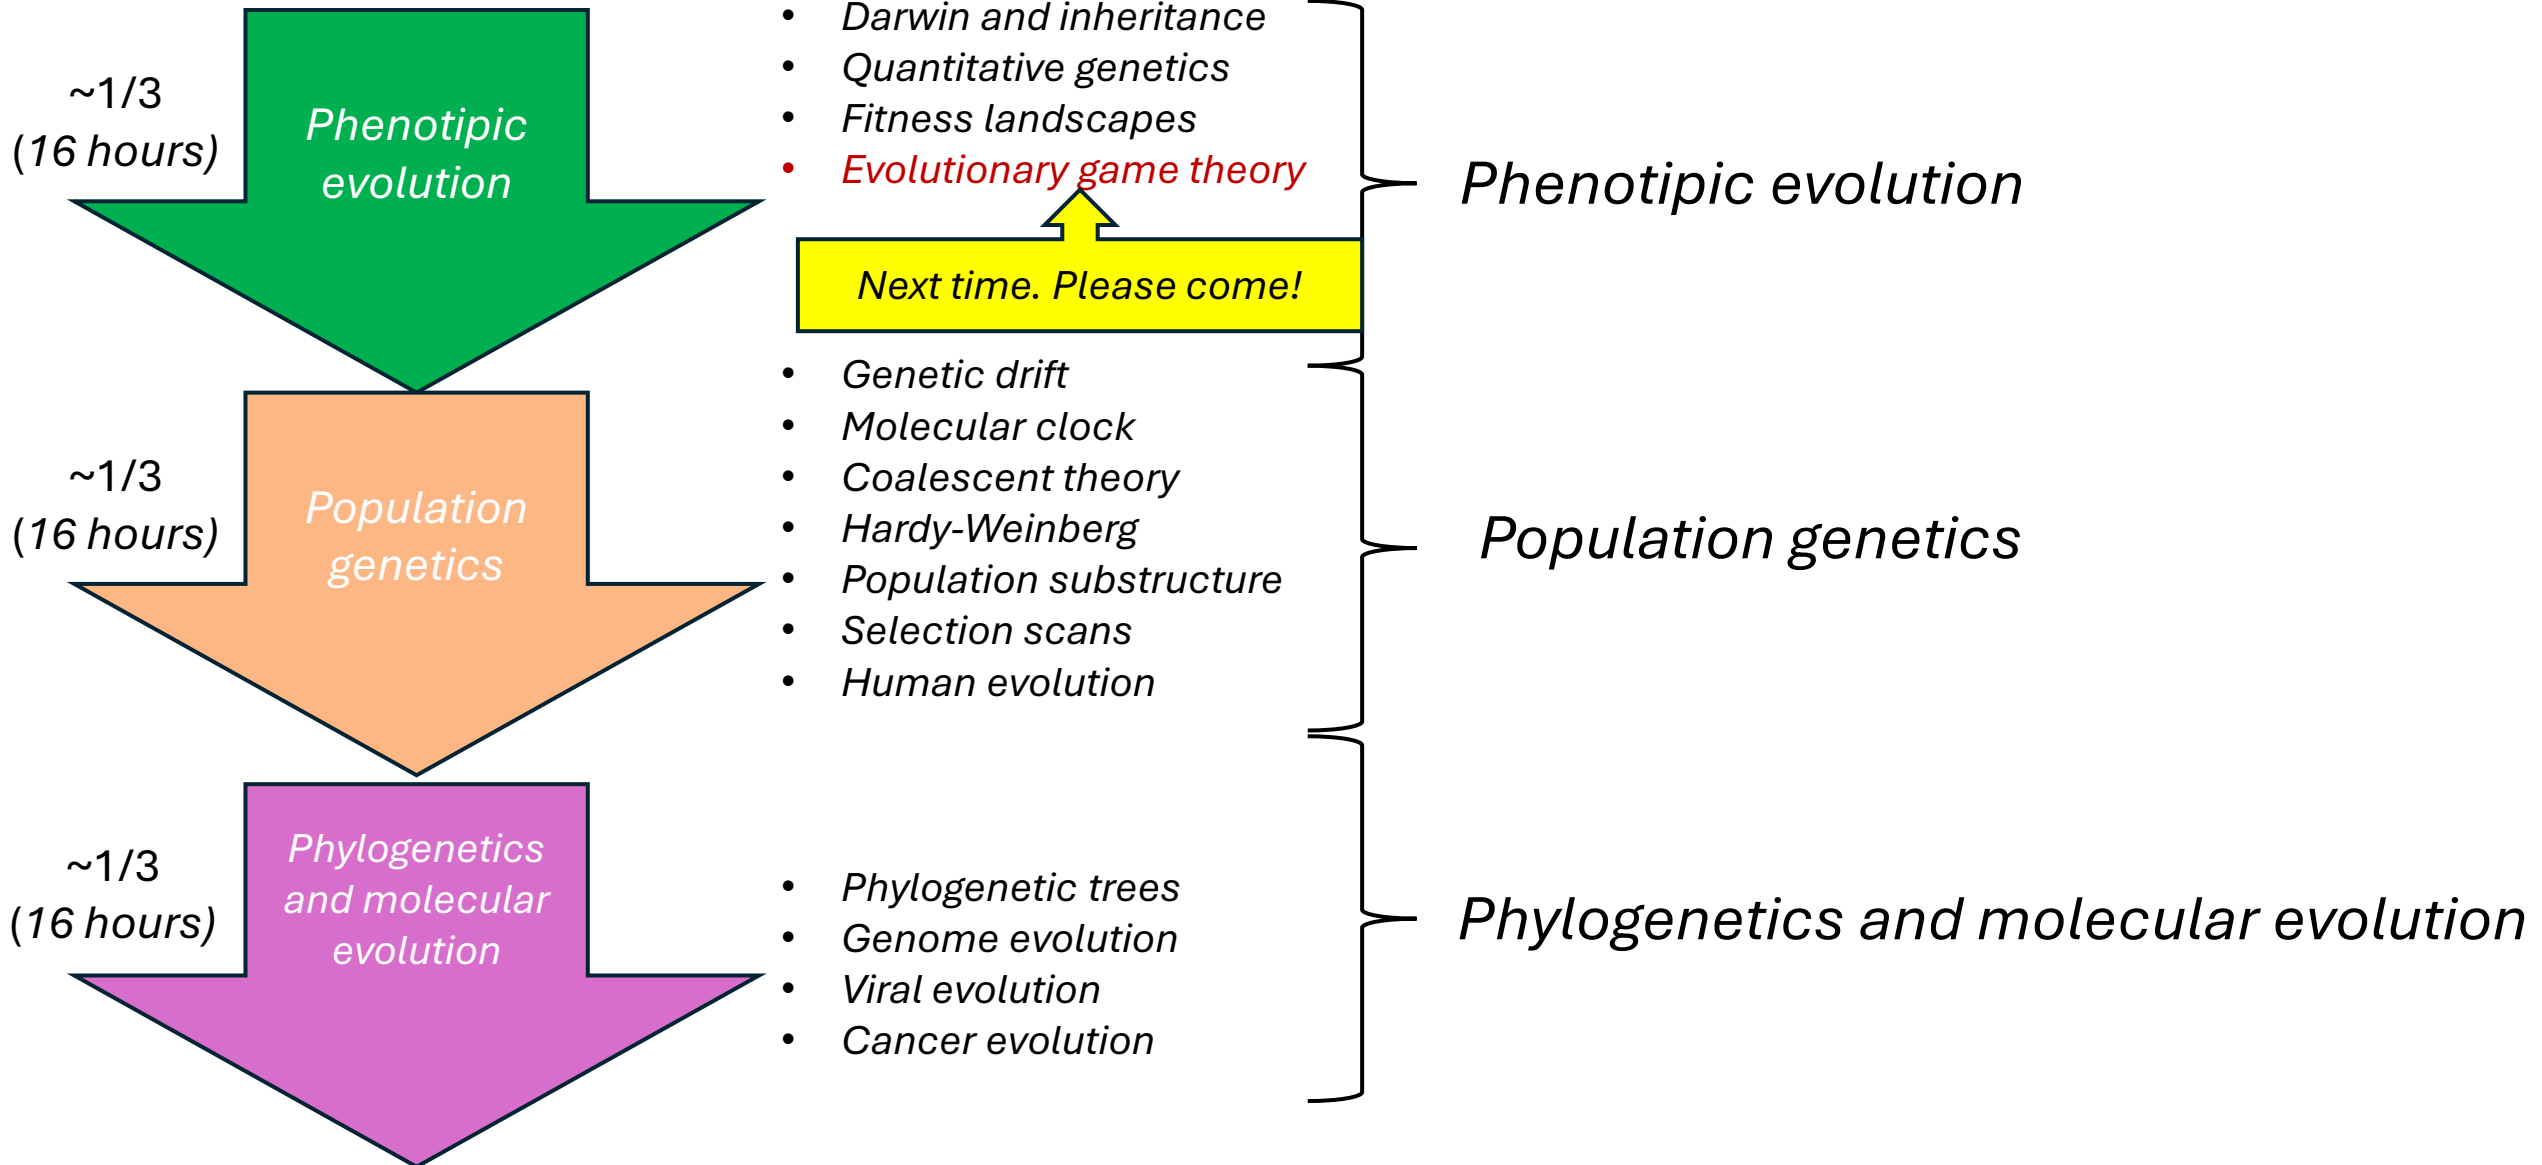 ~1/3
(16 hours)
Phenotipic
evolution
• Darwin and inheritance
• Quantitative genetics
• Fitness landscapes
• Evolutionary game theory
Next time. Please come!
Phenotipic evolution
~1/3
(16 hours)
Population
genetics
• Genetic drift
• Molecular clock
• Coalescent theory
• Hardy-Weinberg
• Population substructure
• Selection scans
• Human evolution
Population genetics
~1/3
(16 hours)
Phylogenetics
and molecular
evolution
• Phylogenetic trees
• Genome evolution
• Viral evolution
• Cancer evolution
Phylogenetics and molecular evolution